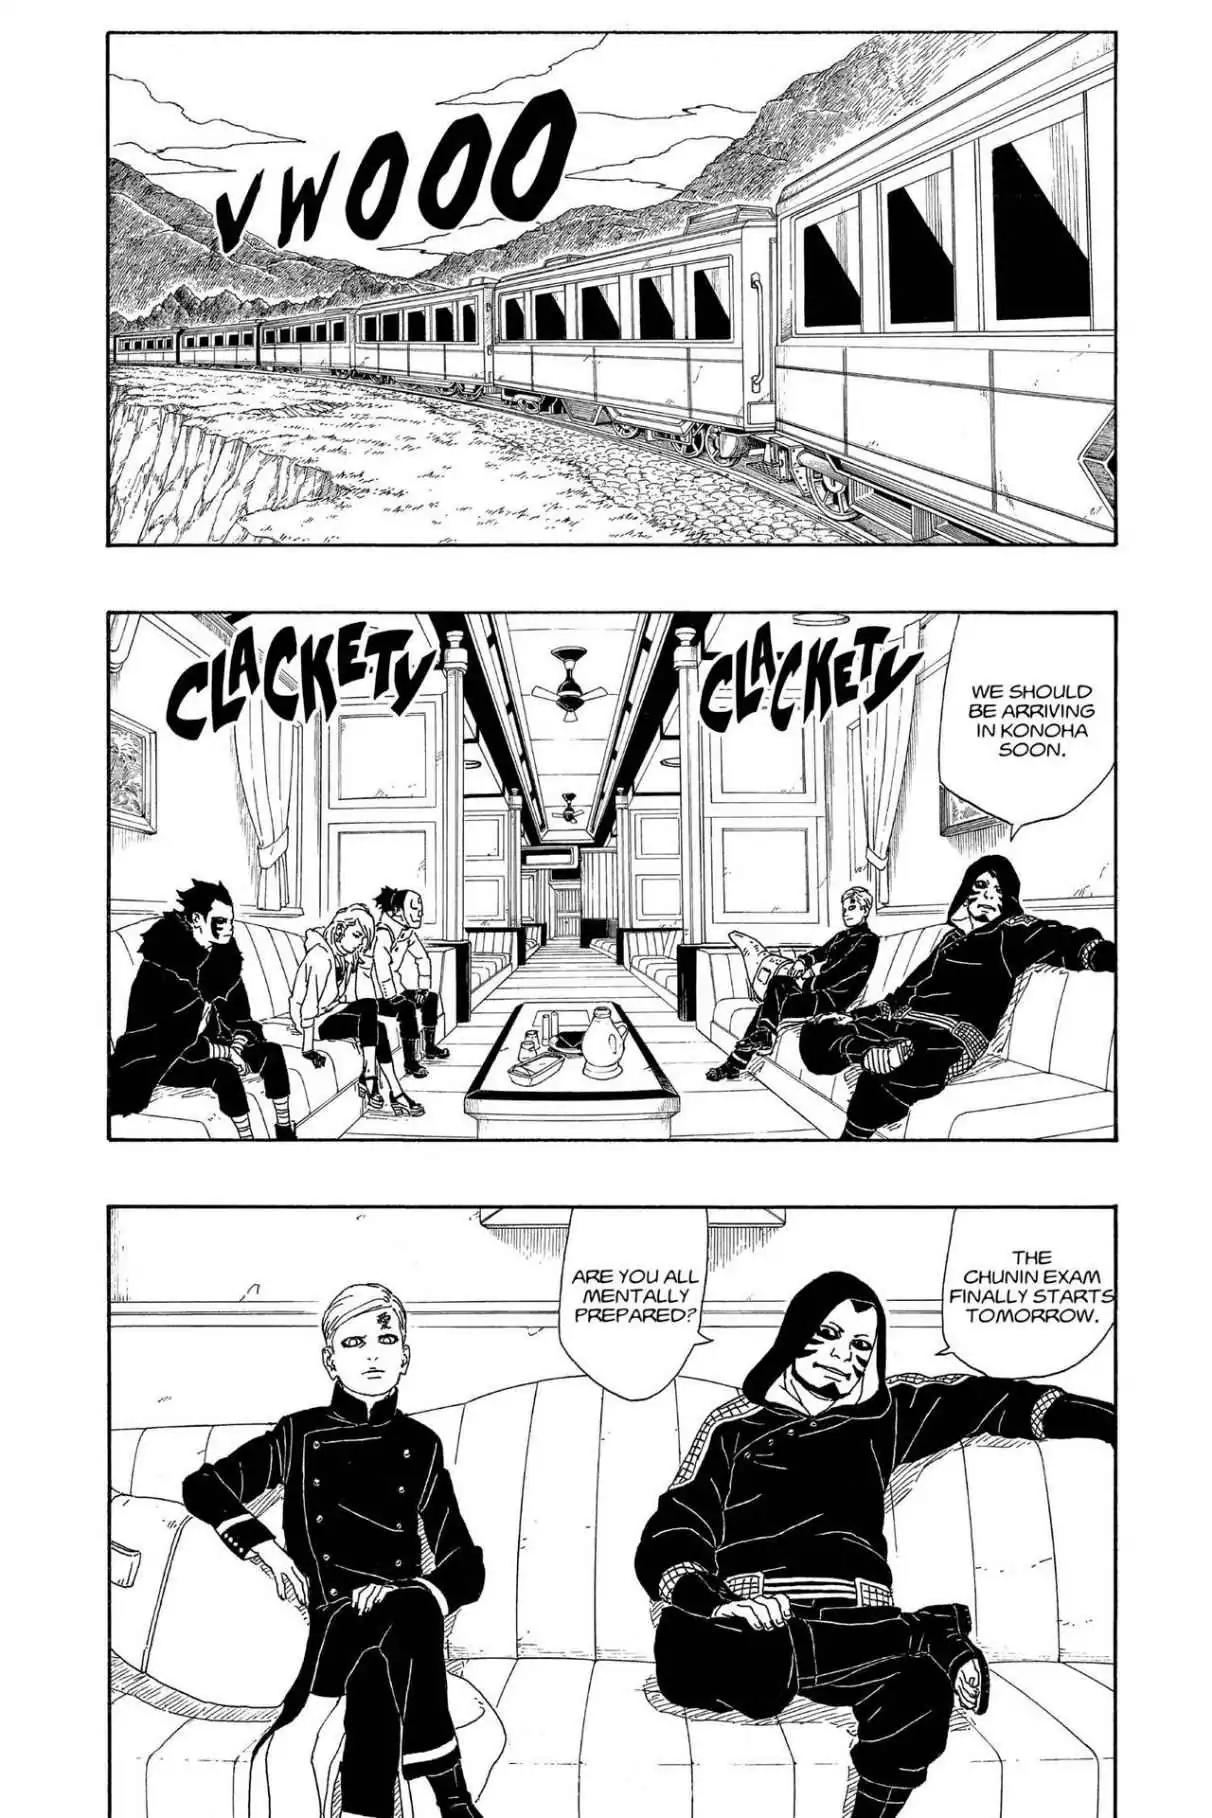 VWOOO
CLACKETY
CLACKETY
WE SHOULD
BE ARRIVING
IN KONOHA
SOON.
THE
CHUNIN EXAM
FINALLY STARTS
TOMORROW.
ARE YOU ALL
MENTALLY
PREPARED?
愛